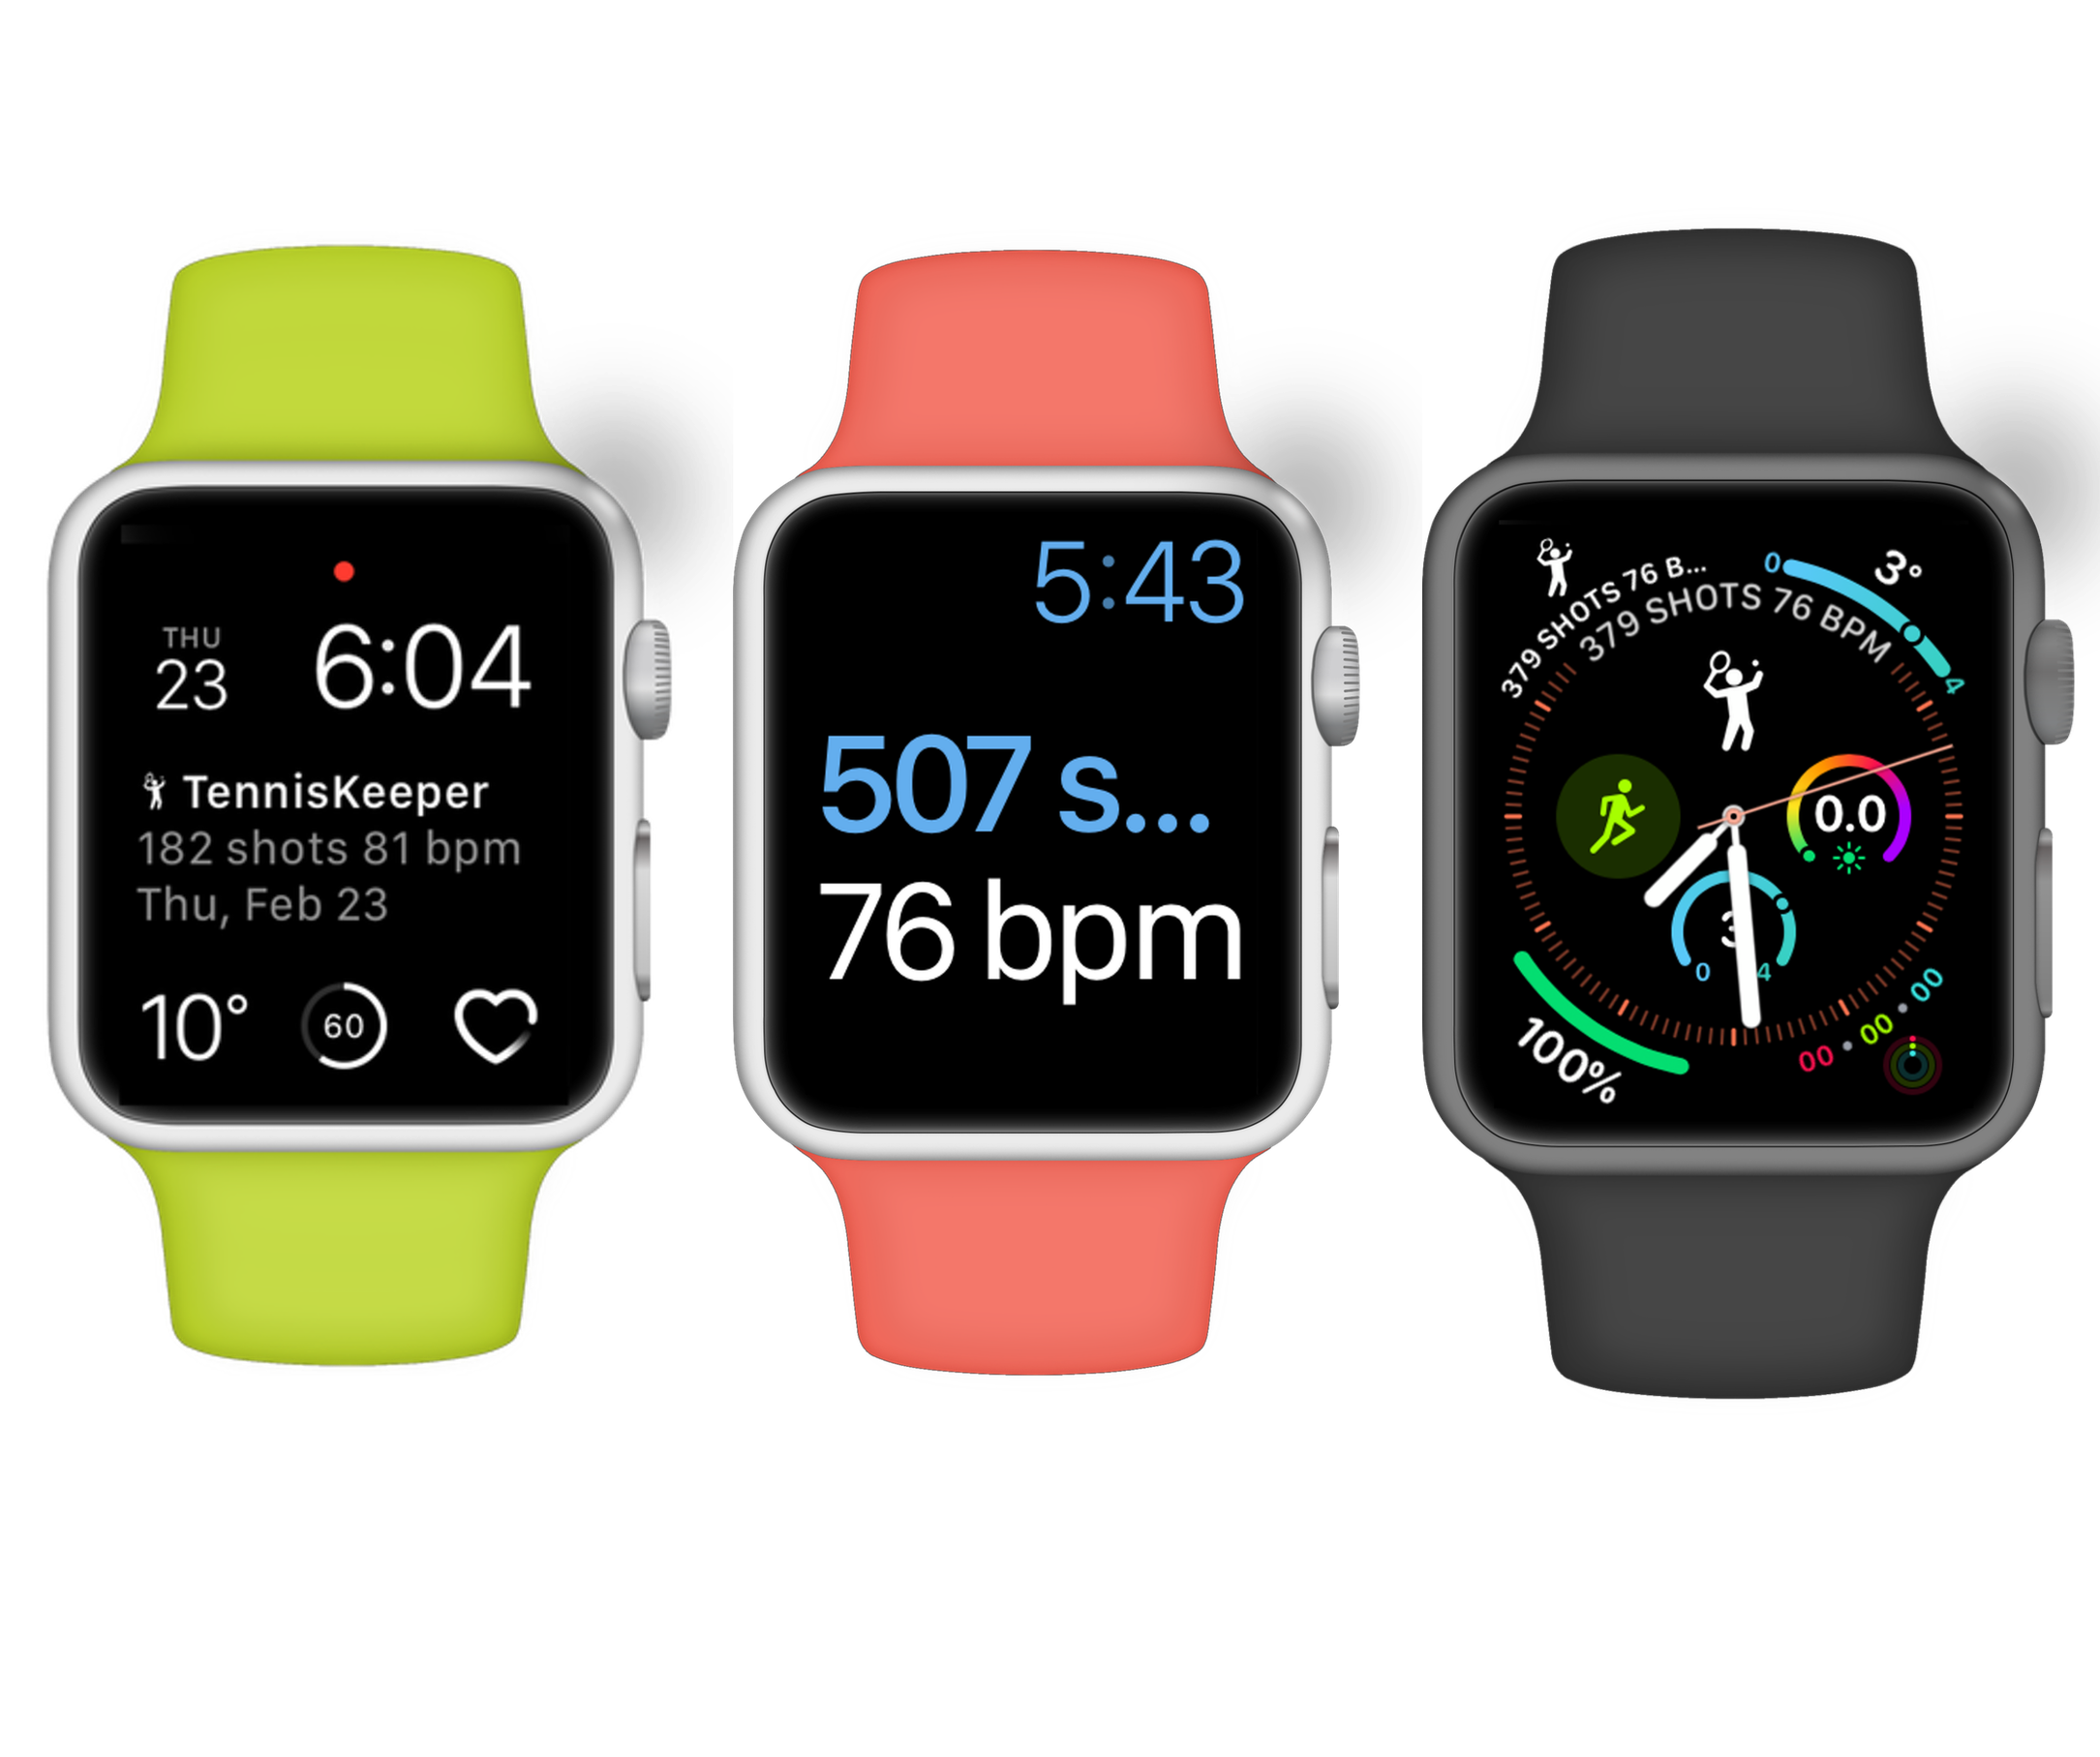 THU
23
6:04
TennisKeeper
182 shots 81 bpm
Thu, Feb 23
10°
60
5:43
507 s...
76 bpm
379 SHOTS 76 B...
0
3°
4
379 SHOTS 76 BPM
0.0
3
0
4
100%
00 • 00 • 00